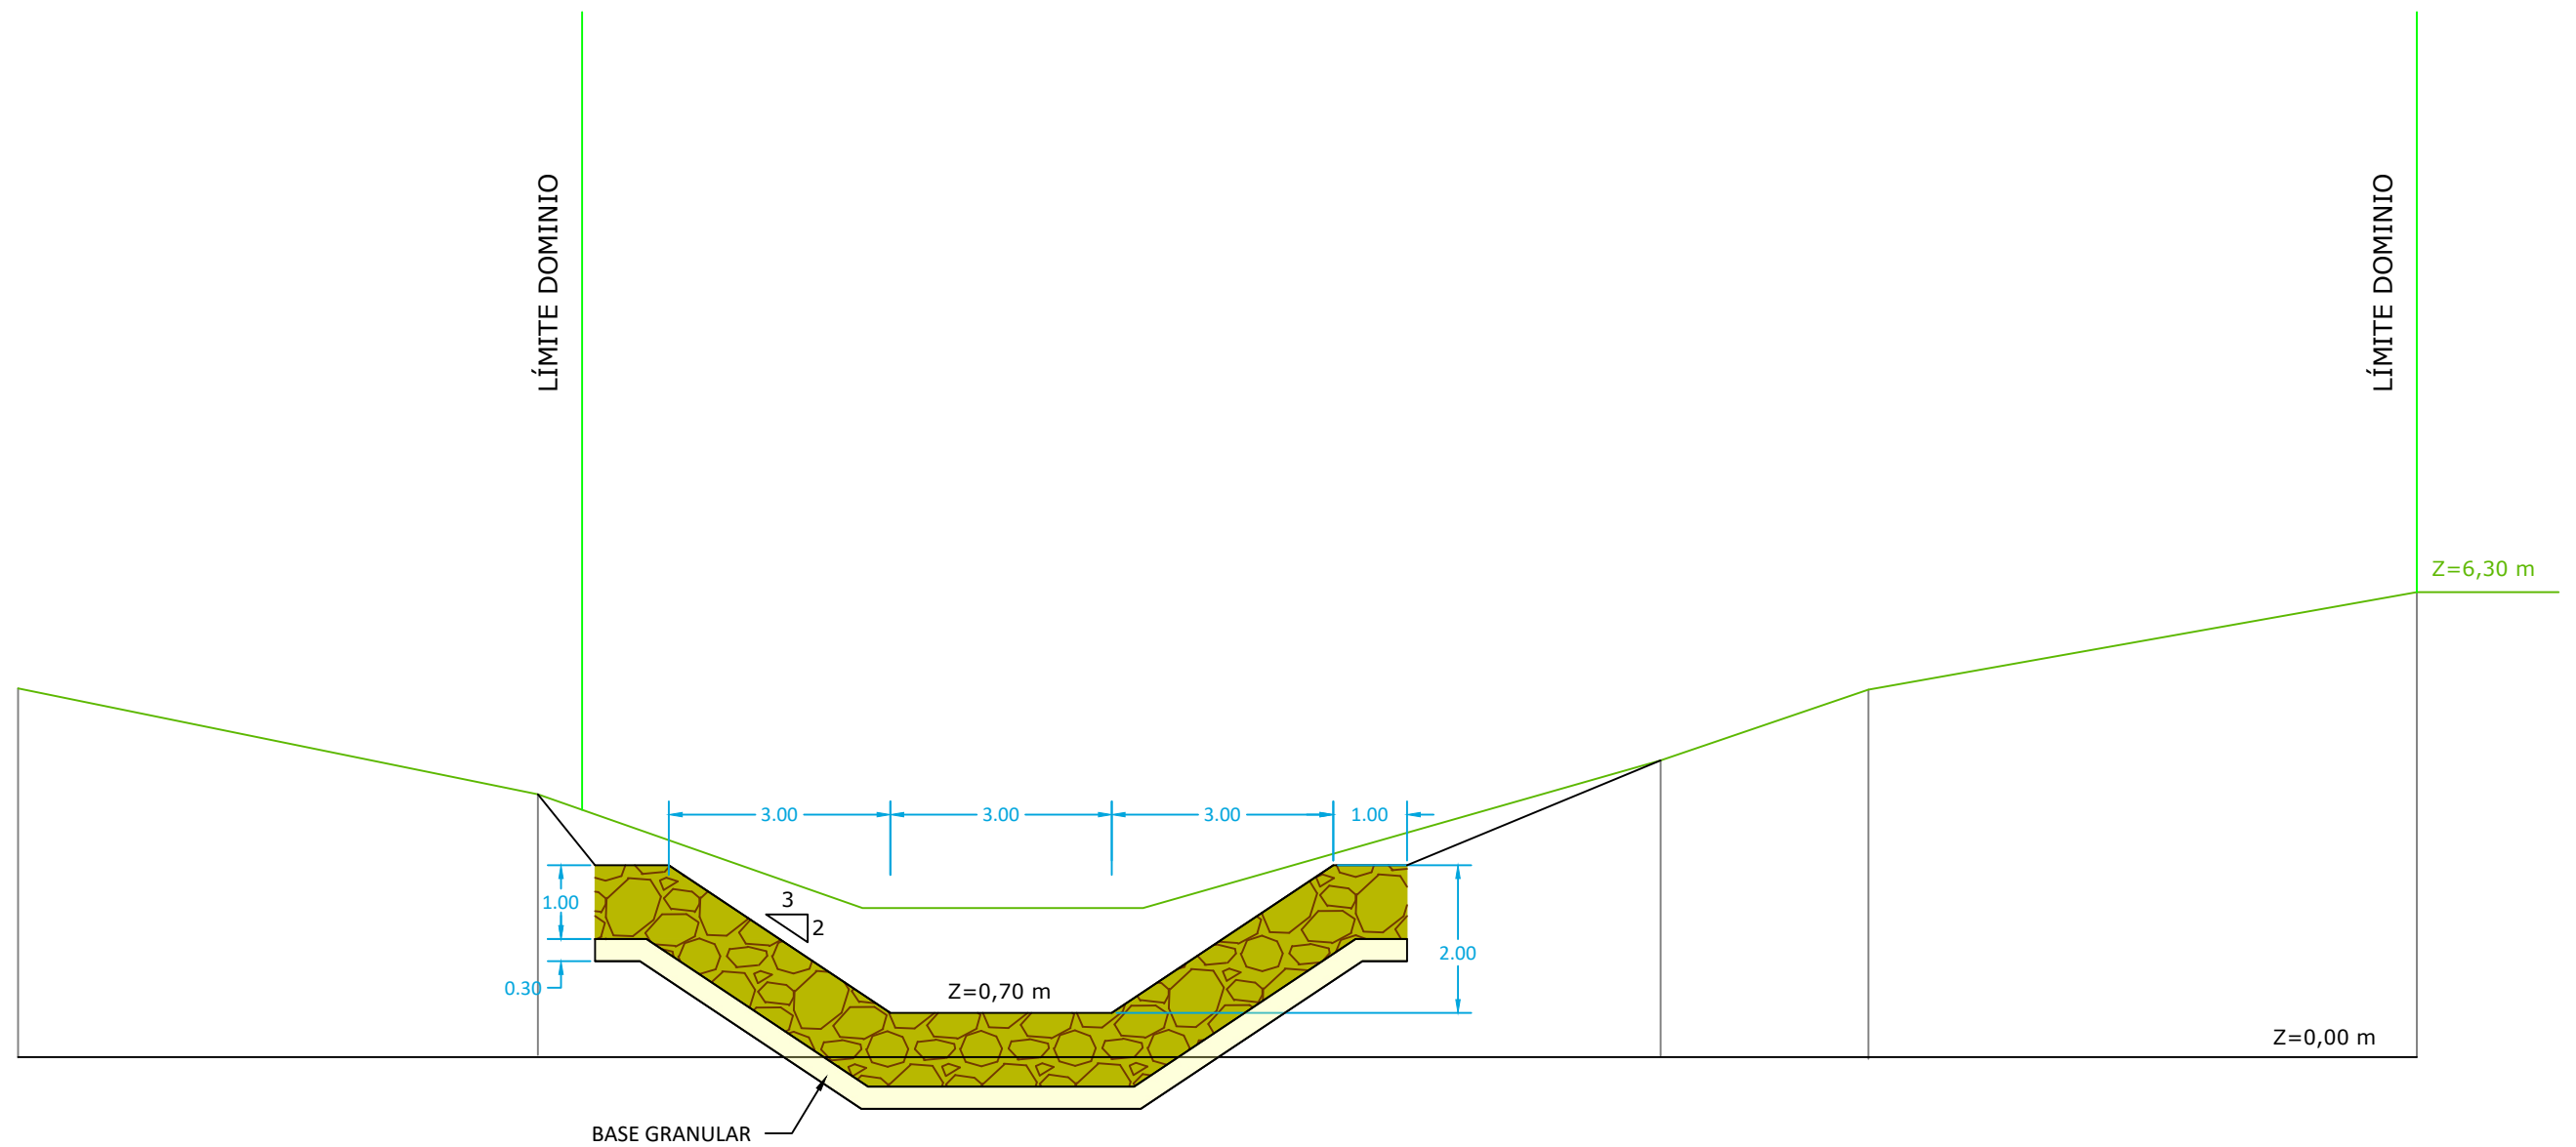 LÍMITE DOMINIO
LÍMITE DOMINIO
Z=6,30 m
3.00
3.00
3.00
1.00
3
2
1.00
0.30
2.00
Z=0,70 m
Z=0,00 m
BASE GRANULAR